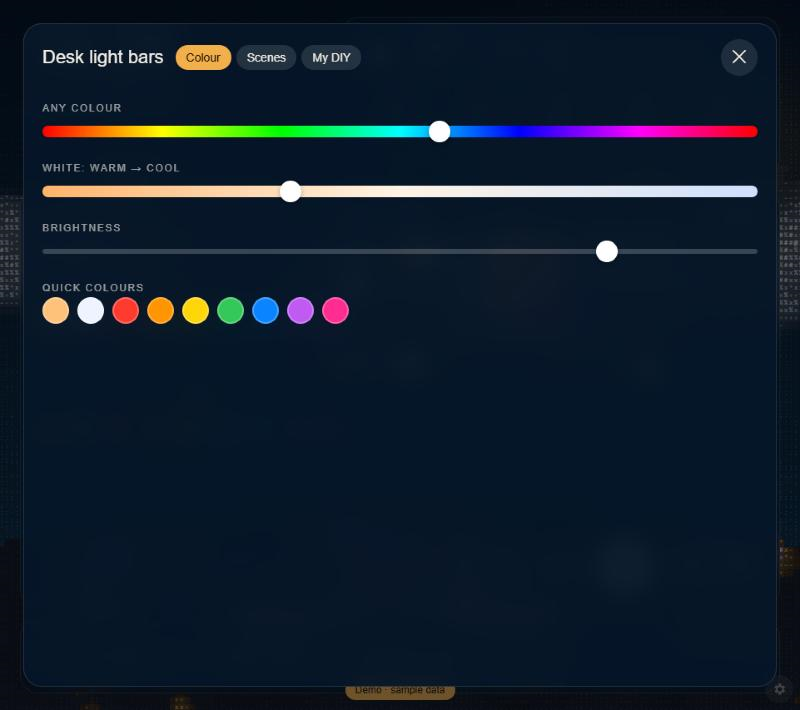 Desk light bars Colour Scenes My DIY
ANY COLOUR
WHITE: WARM → COOL
BRIGHTNESS
QUICK COLOURS
Demo · sample data